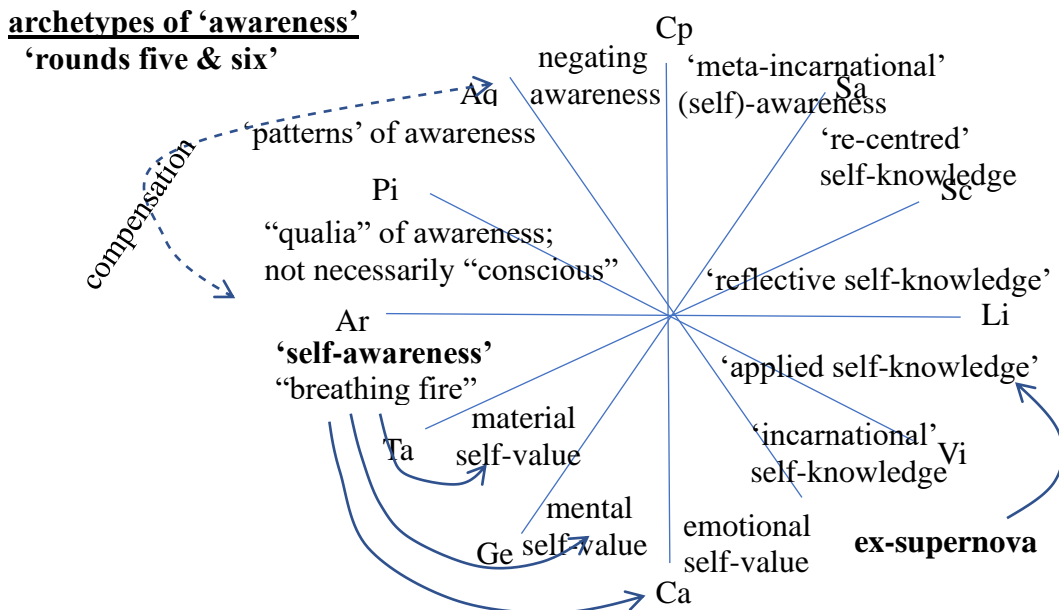 archetypes of ‘awareness’
‘rounds five & six’
Cp
negating
awareness
‘meta-incarnational’
(self)-awareness
Aq
Sa
‘patterns’ of awareness
‘re-centred’
self-knowledge
compensation
Pi
Sc
“qualia” of awareness;
not necessarily “conscious”
‘reflective self-knowledge’
Ar
Li
‘self-awareness’
“breathing fire”
‘applied self-knowledge’
Ta
material
self-value
‘incarnational’
self-knowledge
Vi
mental
self-value
Ge
emotional
self-value
ex-supernova
Ca